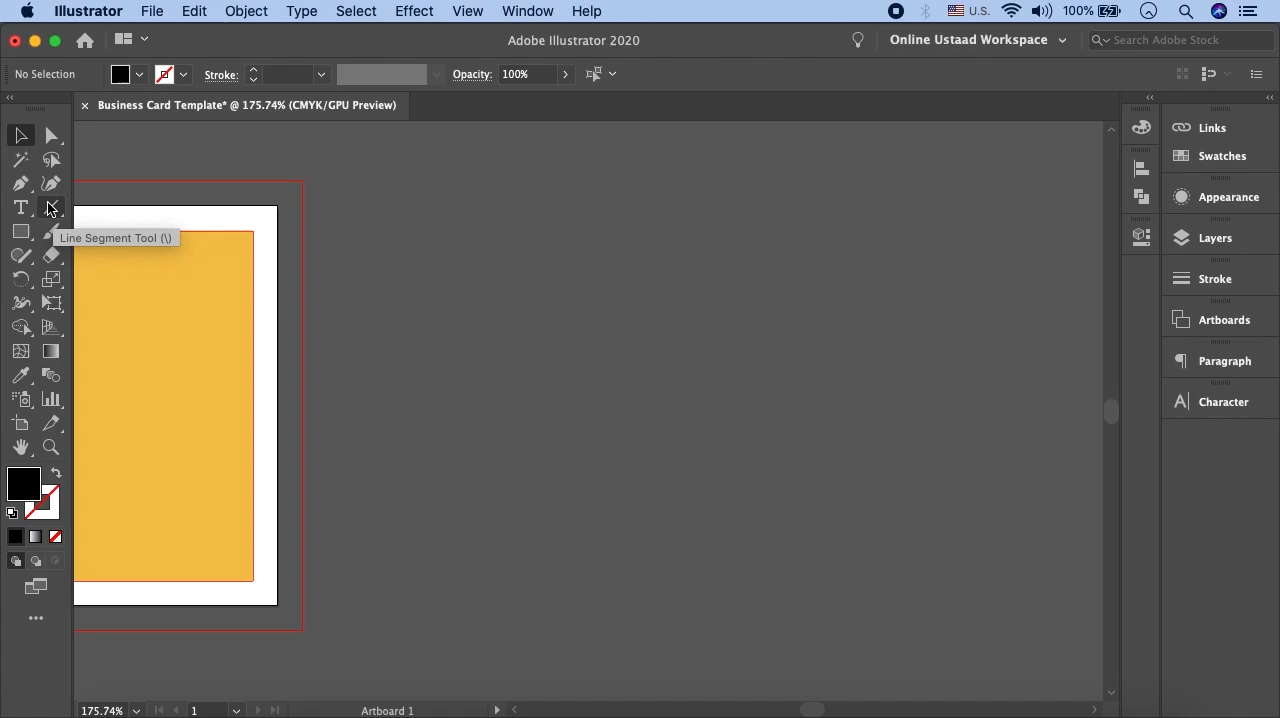 Illustrator File Edit Object Type Select Effect View Window Help U.S. 100%
Adobe Illustrator 2020 Online Ustaad Workspace Search Adobe Stock
No Selection Stroke: Opacity: 100%
× Business Card Template* @ 175.74% (CMYK/GPU Preview)
Line Segment Tool (\)
Links
Swatches
Appearance
Layers
Stroke
Artboards
Paragraph
Character
175.74% 1 Artboard 1